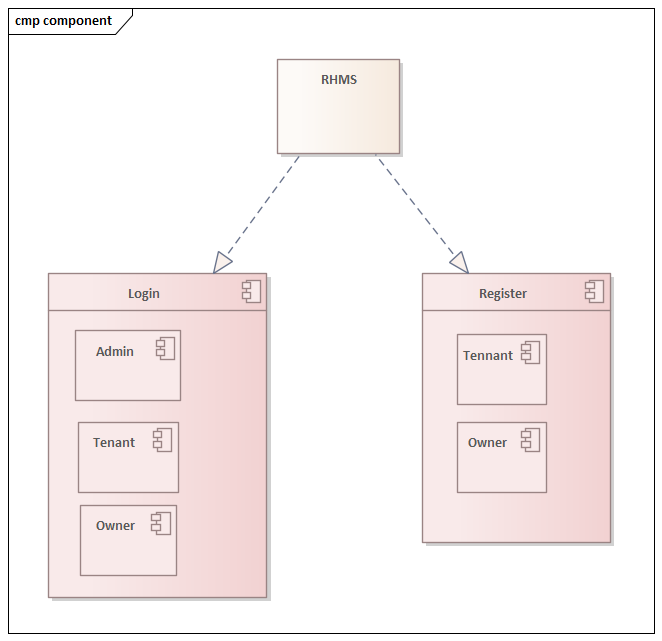 cmp component
RHMS
Login
Admin
Tenant
Owner
Register
Tennant
Owner